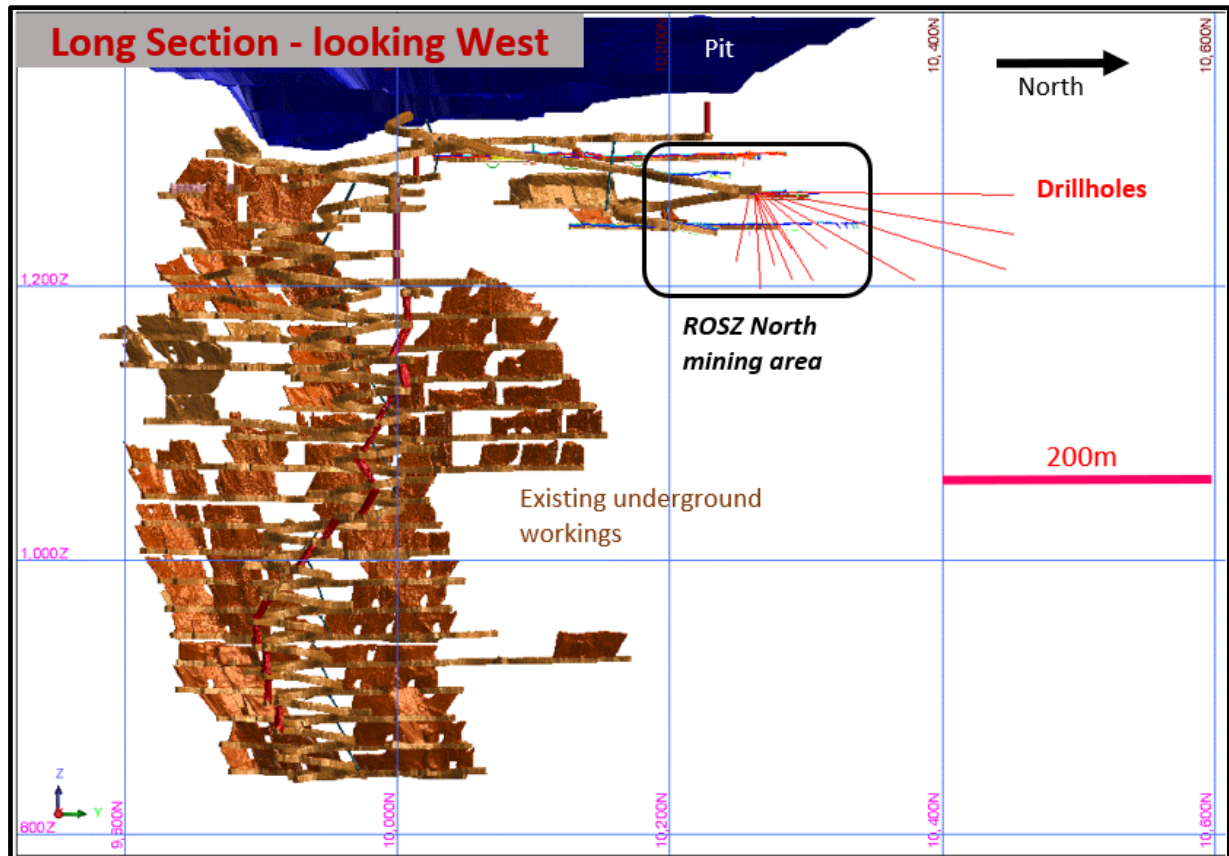 Long Section - looking West
Pit
10,200N
10,400N
10,600N
North
Drillholes
1,200Z
ROSZ North
mining area
200m
Existing underground
workings
1,000Z
Z
Y
800Z
9,800N
10,000N
10,200N
10,400N
10,600N